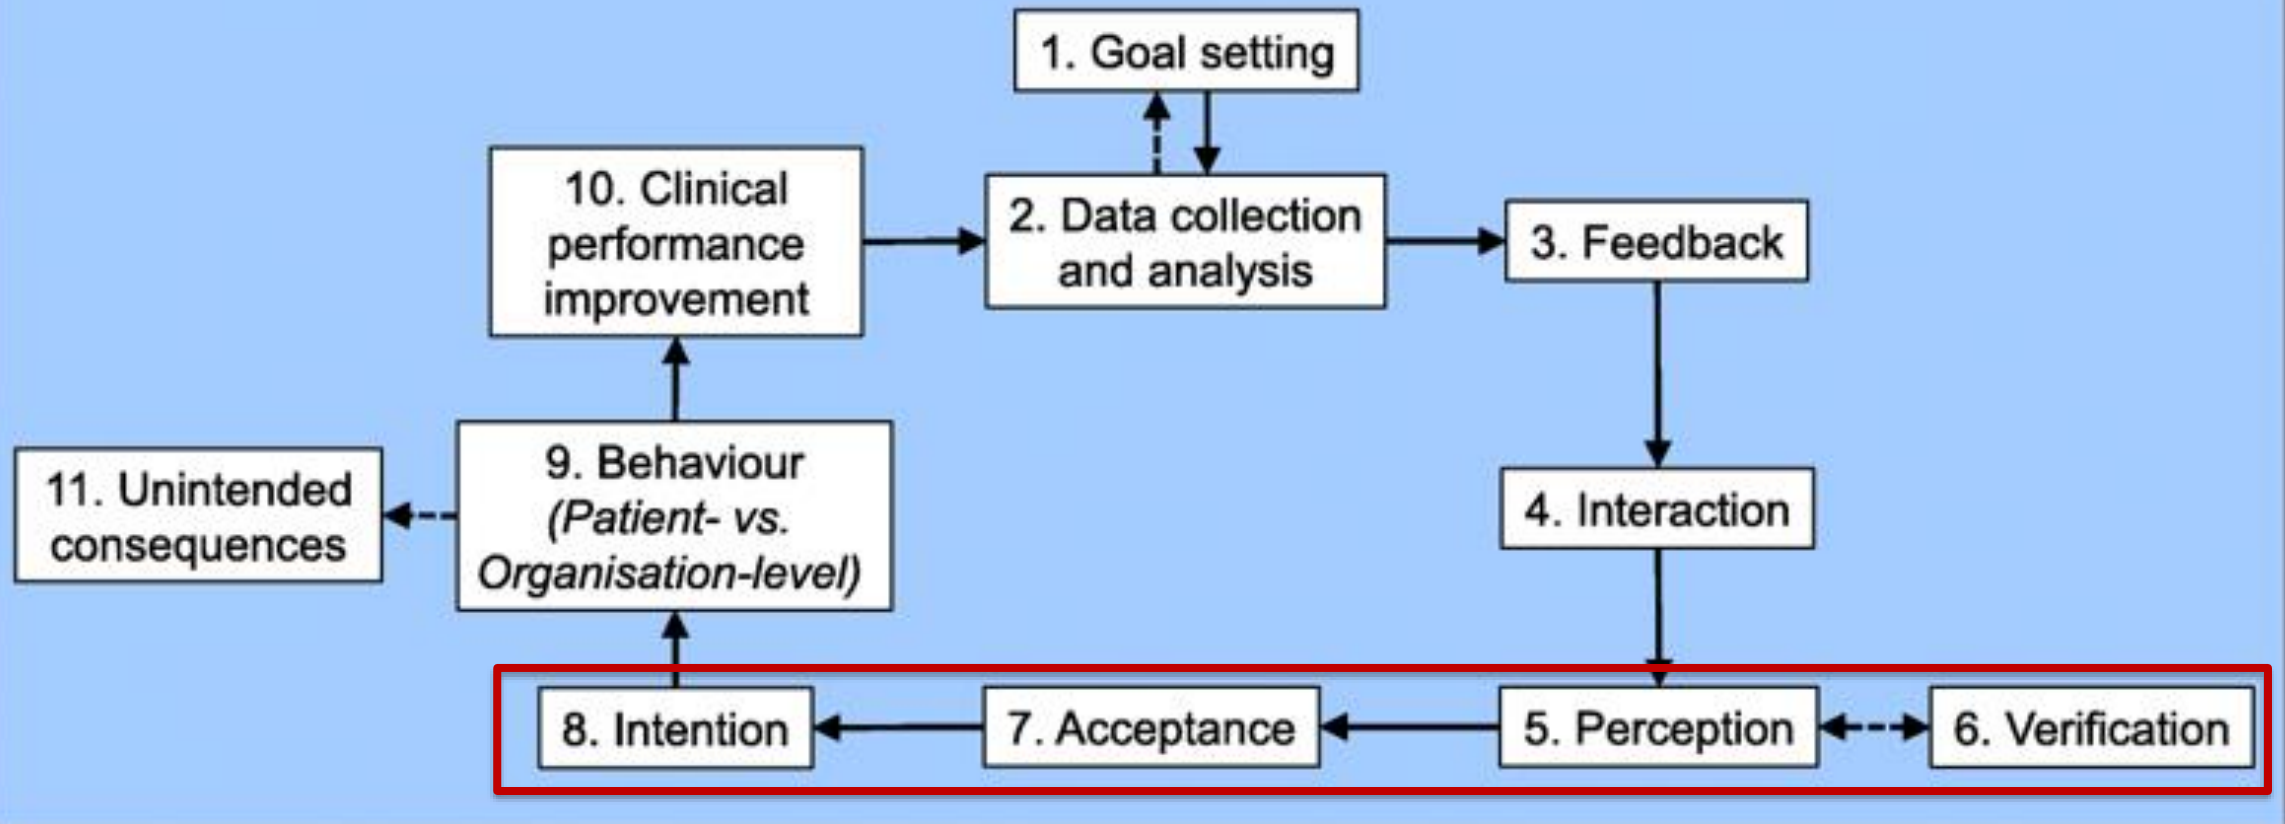 1. Goal setting
10. Clinical
performance
improvement
2. Data collection
and analysis
3. Feedback
11. Unintended
consequences
9. Behaviour
(Patient- vs.
Organisation-level)
4. Interaction
8. Intention
7. Acceptance
5. Perception
6. Verification